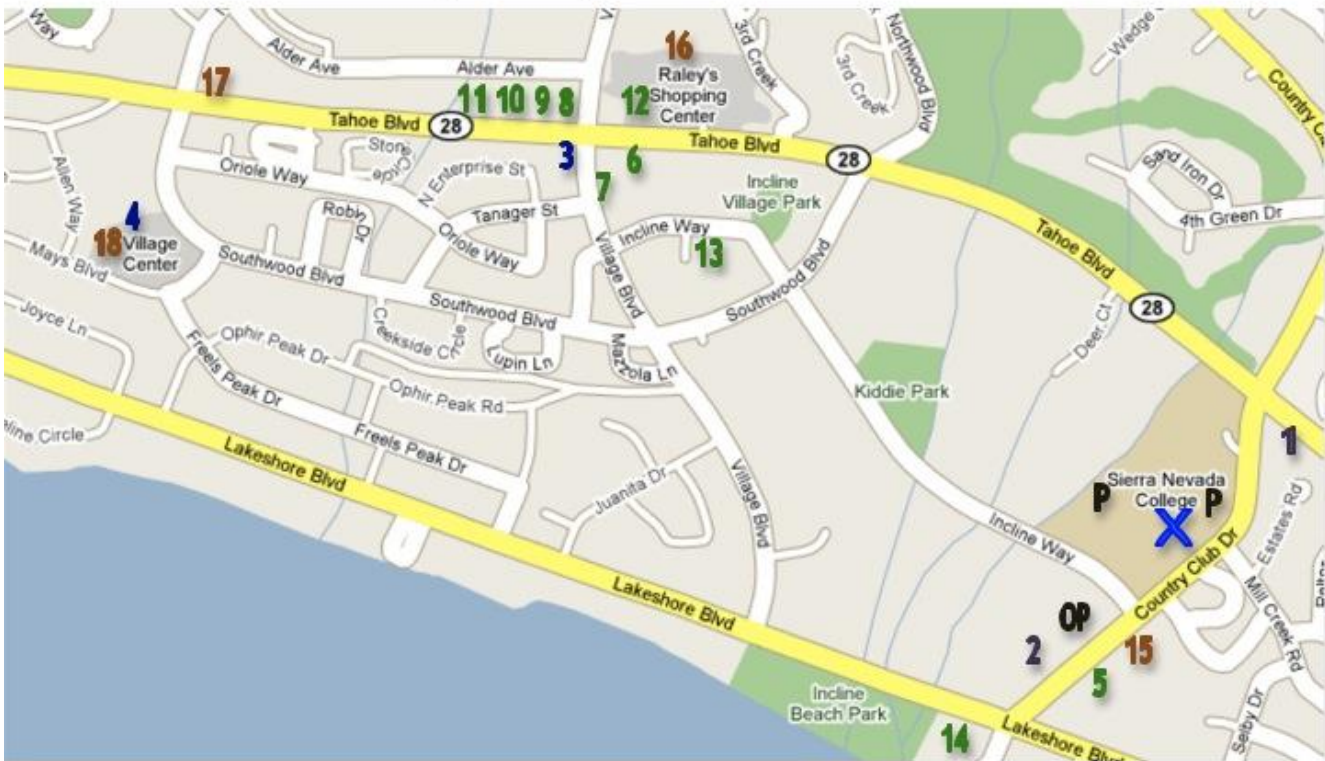 Way
Alder Ave
Alder Ave
17
16
Raley's
Shopping
Center
3rd Creek
3rd Creek
Northwood Blvd
Wedge
Country
11 10 9 8
12
Tahoe Blvd
28
Tahoe Blvd
28
3
6
7
Oriole Way
N Enterprise St
Tanager St
Robin Dr
Oriole Way
Allen Way
4
18
Village
Center
Mays Blvd
Southwood Blvd
Southwood Blvd
Village Blvd
Incline Way
13
Incline
Village Park
Southwood Blvd
Sand Iron Dr
4th Green Dr
Tahoe Blvd
28
Deer Ct
Joyce Ln
Ophir Peak Dr
Creekside
Lupin Ln
Mazzola Ln
Freels Peak Dr
Ophir Peak Rd
Freels Peak Dr
Circle
Kiddie Park
Lakeshore Blvd
Juanita Dr
Village Blvd
1
Sierra Nevada
College
P
P
X
Estates Rd
Incline Way
Country Club Dr
Mill Creek Rd
Lakeshore Blvd
OP
2
15
5
Incline
Beach Park
14
Lakeshore Blvd
Selby Dr